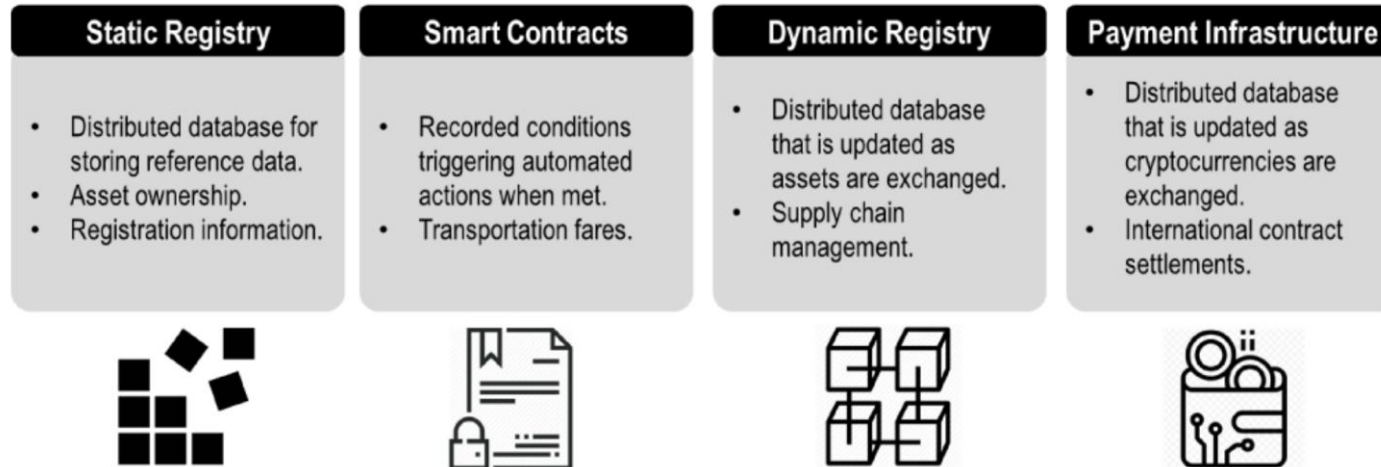 Static Registry
• Distributed database for
storing reference data.
• Asset ownership.
• Registration information.
Smart Contracts
• Recorded conditions
triggering automated
actions when met.
• Transportation fares.
Dynamic Registry
• Distributed database
that is updated as
assets are exchanged.
• Supply chain
management.
Payment Infrastructure
• Distributed database
that is updated as
cryptocurrencies are
exchanged.
• International contract
settlements.